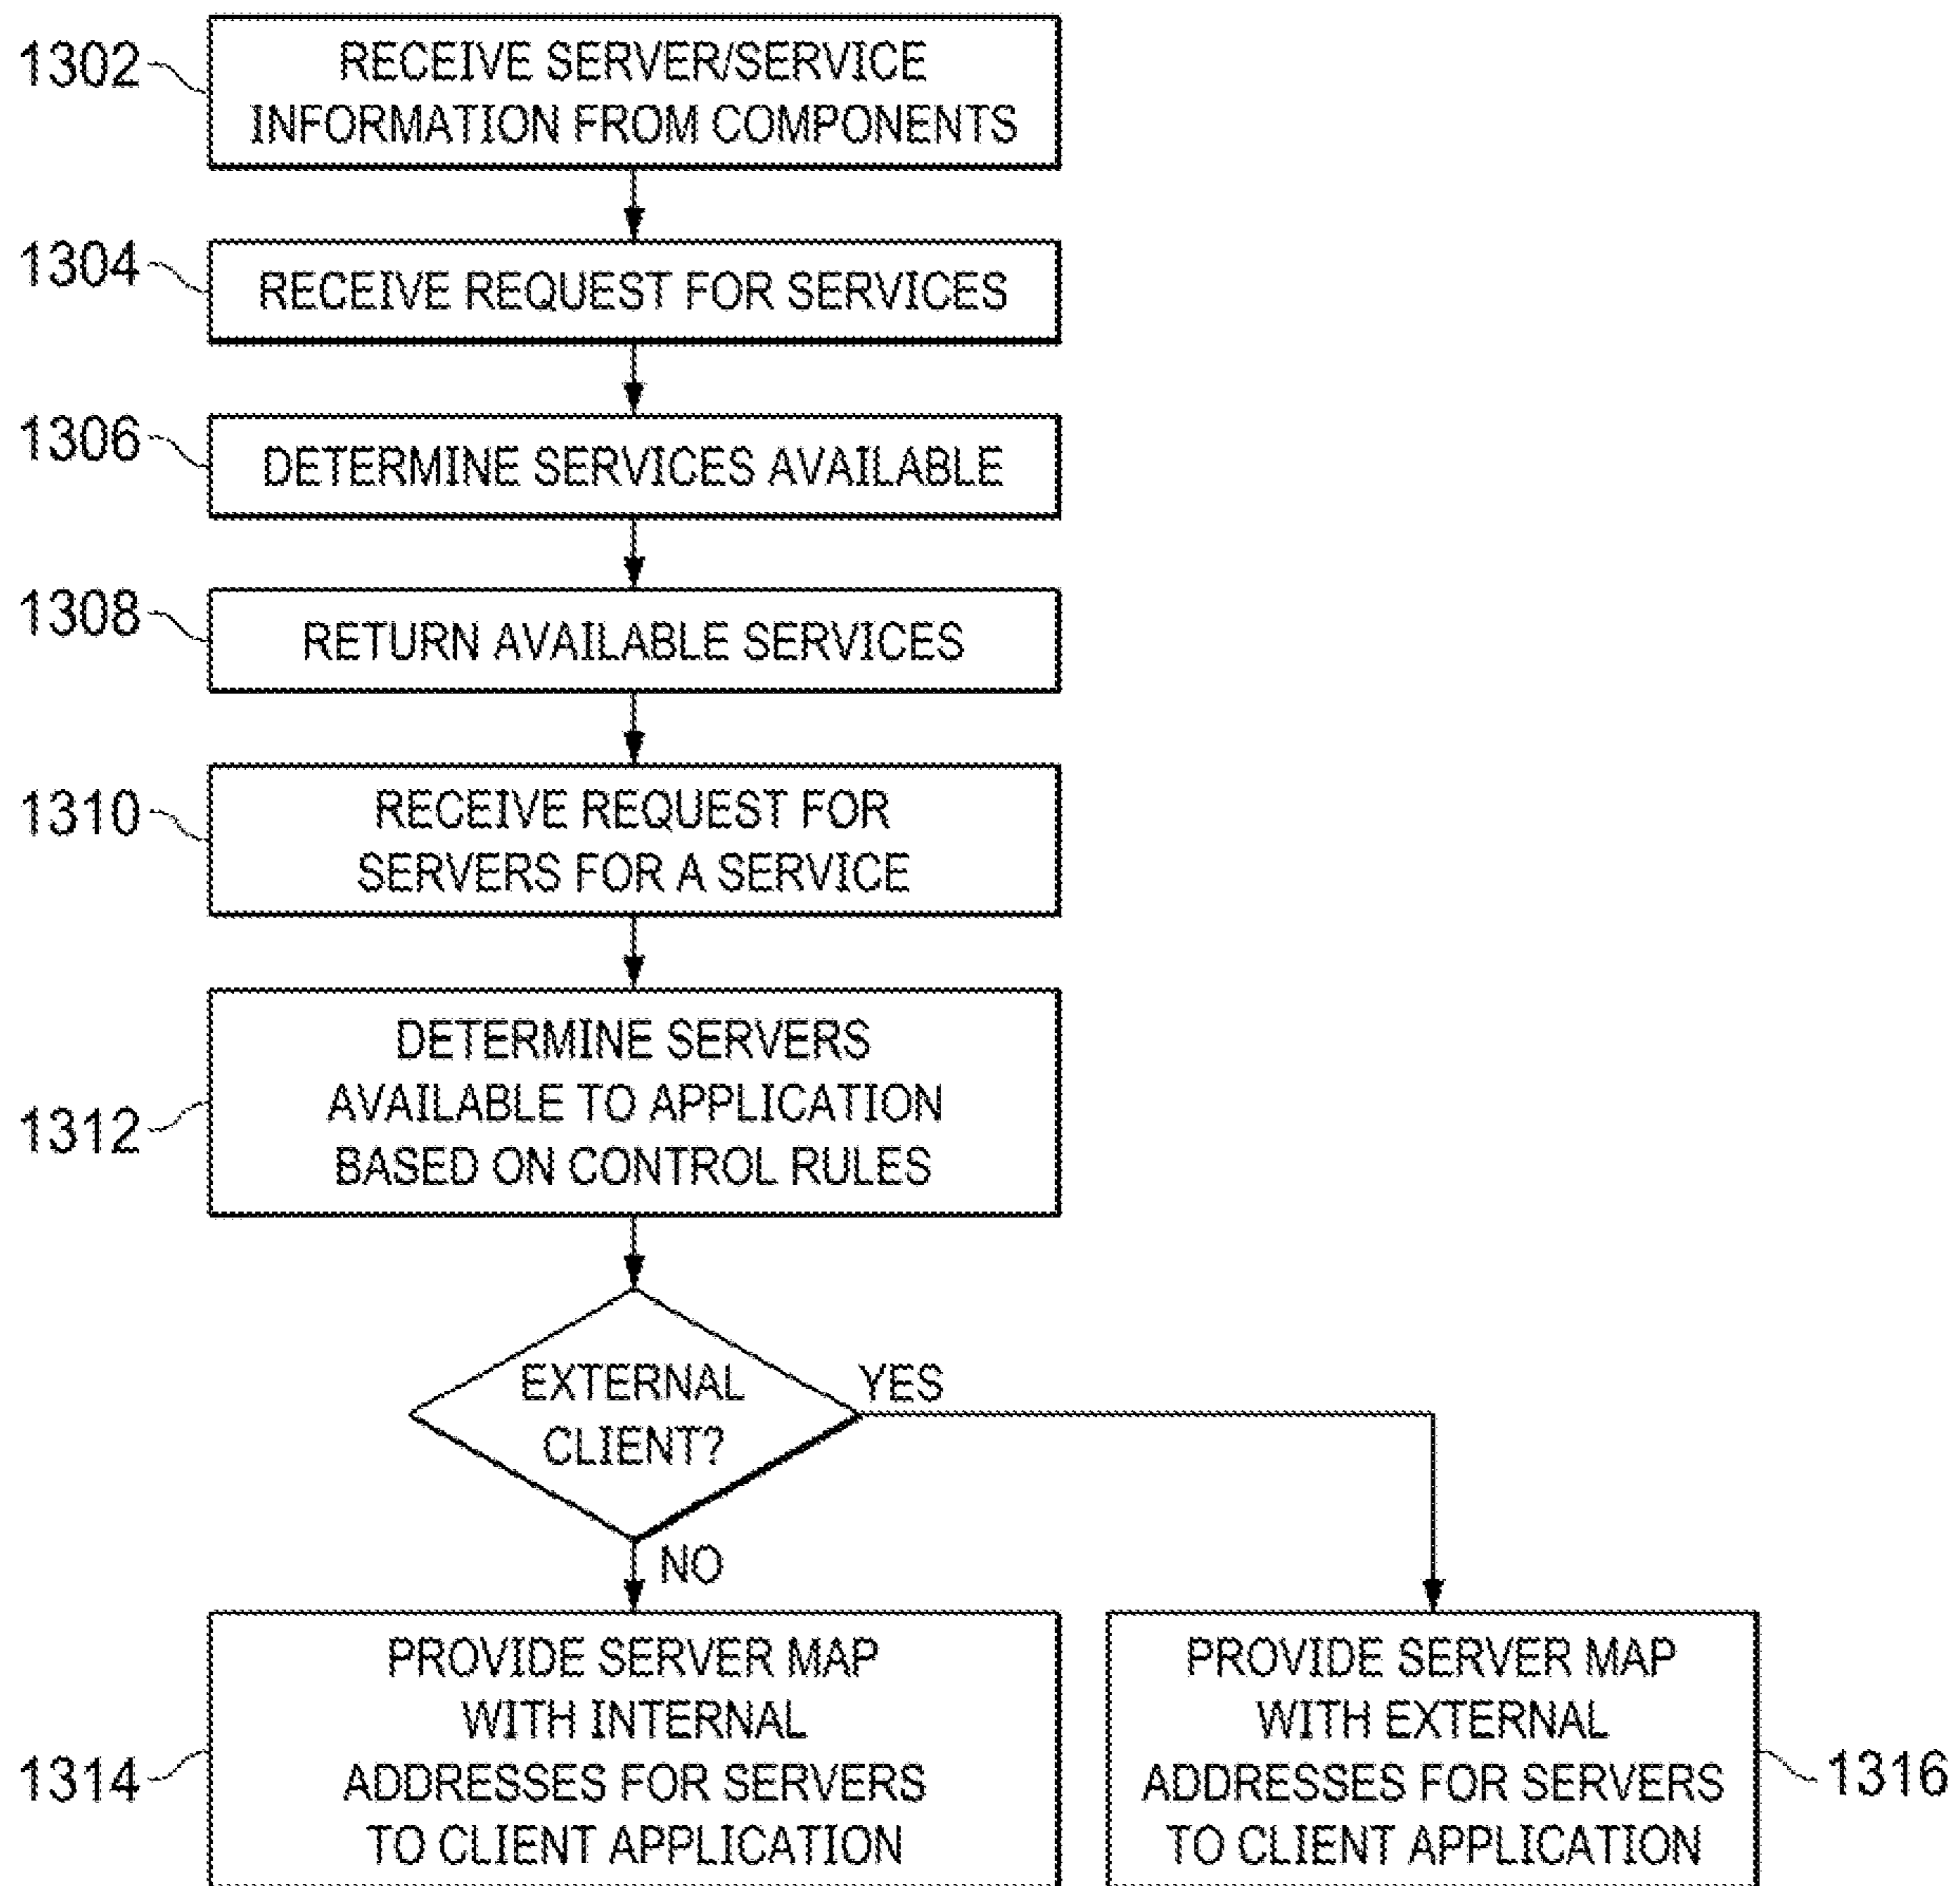 1302
RECEIVE SERVER/SERVICE
INFORMATION FROM COMPONENTS
1304
RECEIVE REQUEST FOR SERVICES
1306
DETERMINE SERVICES AVAILABLE
1308
RETURN AVAILABLE SERVICES
1310
RECEIVE REQUEST FOR
SERVERS FOR A SERVICE
1312
DETERMINE SERVERS
AVAILABLE TO APPLICATION
BASED ON CONTROL RULES
EXTERNAL
CLIENT?
YES
NO
1314
PROVIDE SERVER MAP
WITH INTERNAL
ADDRESSES FOR SERVERS
TO CLIENT APPLICATION
PROVIDE SERVER MAP
WITH EXTERNAL
ADDRESSES FOR SERVERS
TO CLIENT APPLICATION
1316